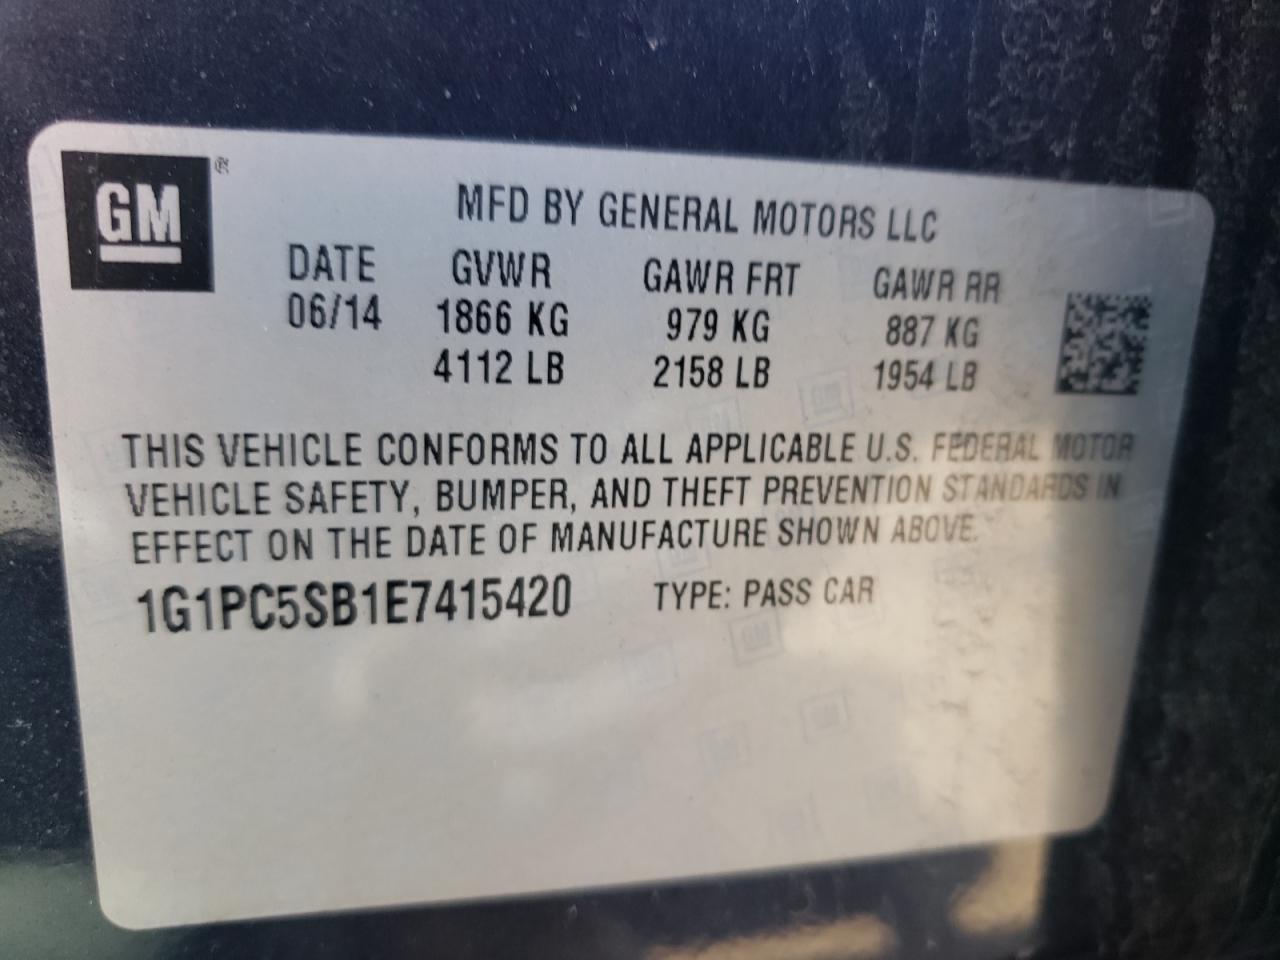 GM®
MFD BY GENERAL MOTORS LLC
DATE GVWR GAWR FRT GAWR RR
06/14 1866 KG 979 KG 887 KG
4112 LB 2158 LB 1954 LB
THIS VEHICLE CONFORMS TO ALL APPLICABLE U.S. FEDERAL MOTOR
VEHICLE SAFETY, BUMPER, AND THEFT PREVENTION STANDARDS IN
EFFECT ON THE DATE OF MANUFACTURE SHOWN ABOVE.
1G1PC5SB1E7415420 TYPE: PASS CAR